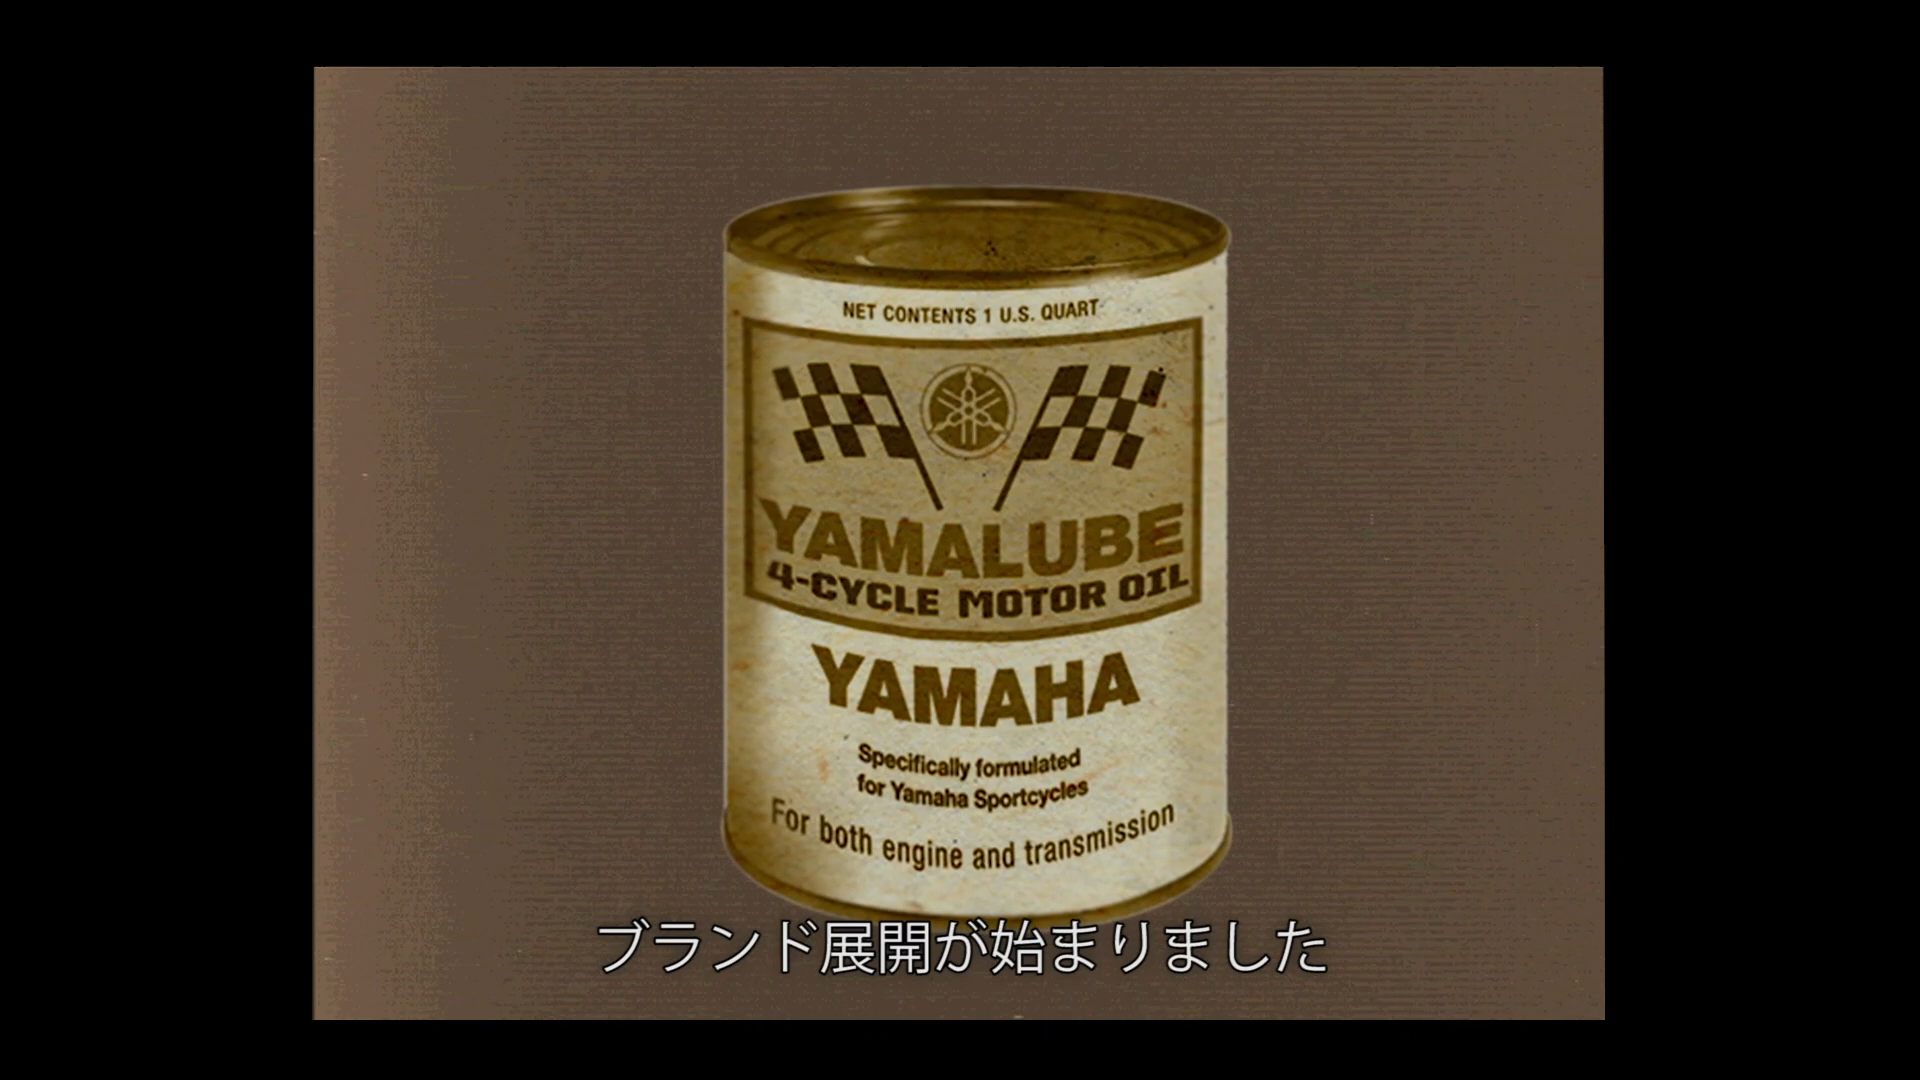 NET CONTENTS 1 U.S. QUART
YAMALUBE
4-CYCLE MOTOR OIL
YAMAHA
Specifically formulated
for Yamaha Sportcycles
For both engine and transmission
ブランド展開が始まりました